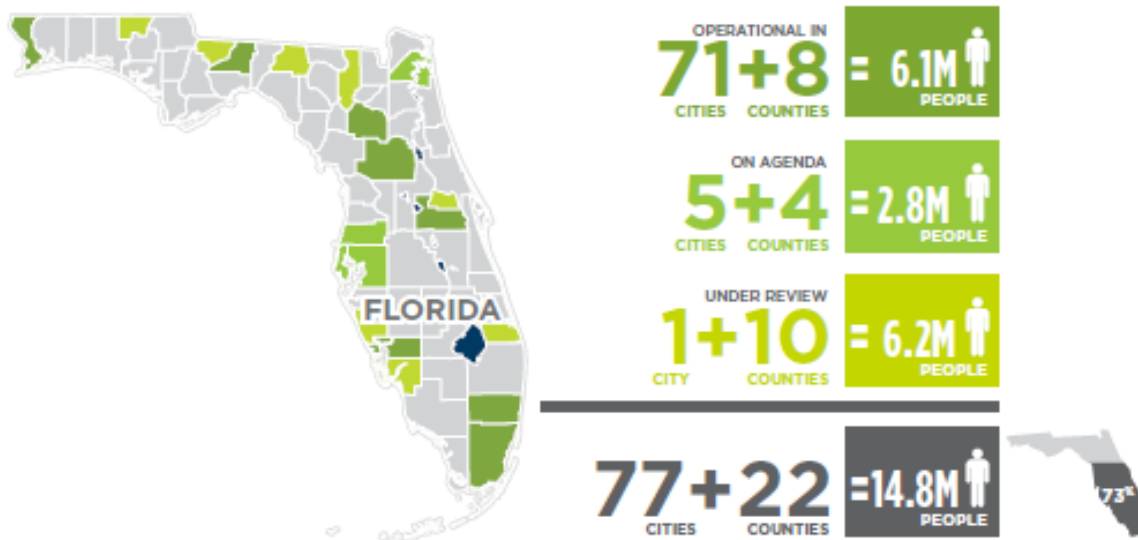 FLORIDA
OPERATIONAL IN
71+8 = 6.1M
CITIES COUNTIES PEOPLE
ON AGENDA
5+4 = 2.8M
CITIES COUNTIES PEOPLE
UNDER REVIEW
1+10 = 6.2M
CITY COUNTIES PEOPLE
77+22 =14.8M
CITIES COUNTIES PEOPLE
73%